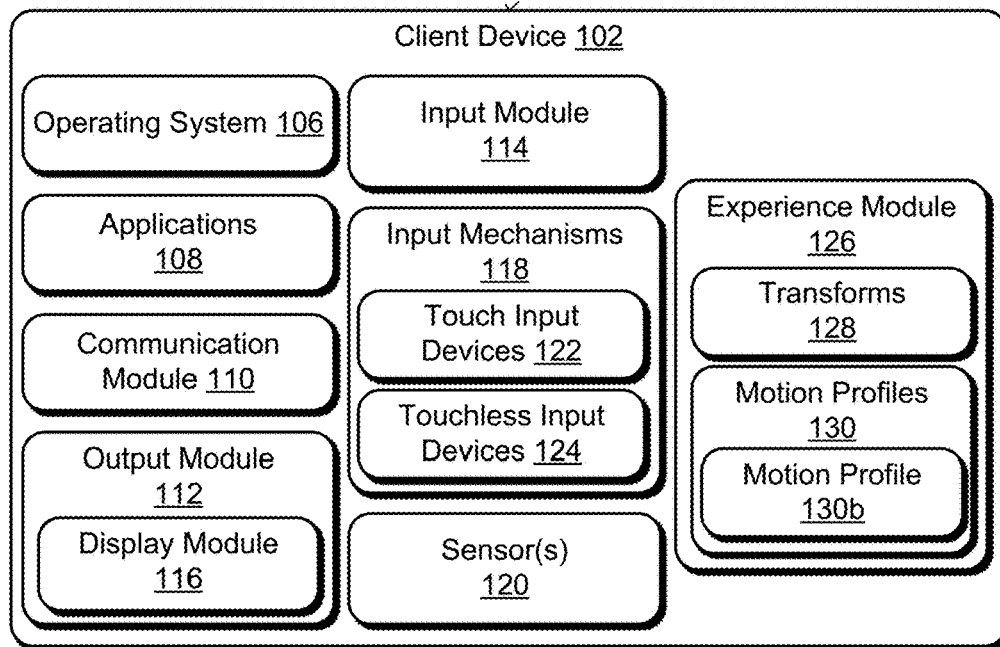 Client Device 102
Operating System 106
Applications
108
Communication
Module 110
Output Module
112
Display Module
116
Input Module
114
Input Mechanisms
118
Touch Input
Devices 122
Touchless Input
Devices 124
Sensor(s)
120
Experience Module
126
Transforms
128
Motion Profiles
130
Motion Profile
130b